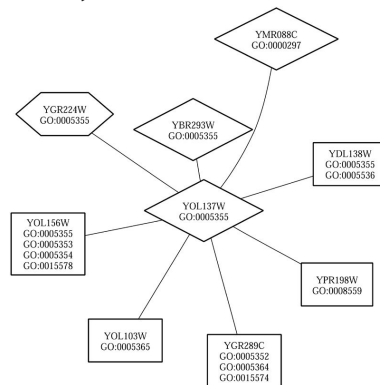 YMR088C
GO:0000297
YGR224W
GO:0005355
YBR293W
GO:0005355
YDL138W
GO:0005355
GO:0005536
YOL137W
GO:0005355
YOL156W
GO:0005355
GO:0005353
GO:0005354
GO:0015578
YPR198W
GO:0008559
YOL103W
GO:0005365
YGR289C
GO:0005352
GO:0005364
GO:0015574